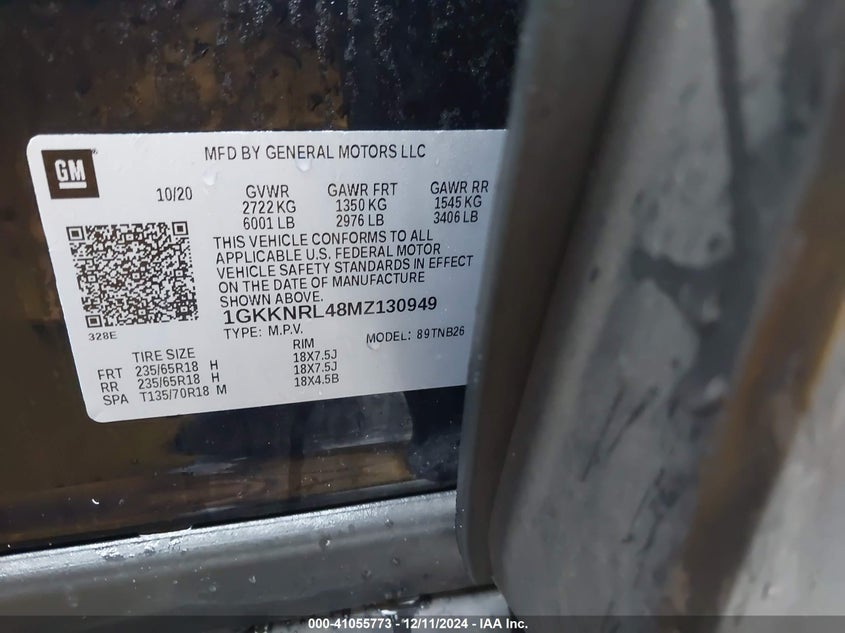 GM
MFD BY GENERAL MOTORS LLC
10/20
GVWR GAWR FRT GAWR RR
2722 KG 1350 KG 1545 KG
6001 LB 2976 LB 3406 LB
THIS VEHICLE CONFORMS TO ALL
APPLICABLE U.S. FEDERAL MOTOR
VEHICLE SAFETY STANDARDS IN EFFECT
ON THE DATE OF MANUFACTURE
SHOWN ABOVE.
1GKKNRL48MZ130949
328E
TYPE: M.P.V. MODEL: 89TNB26
TIRE SIZE RIM
FRT 235/65R18 H 18X7.5J
RR 235/65R18 H 18X7.5J
SPA T135/70R18 M 18X4.5B
000-41055773 - 12/11/2024 - IAA Inc.